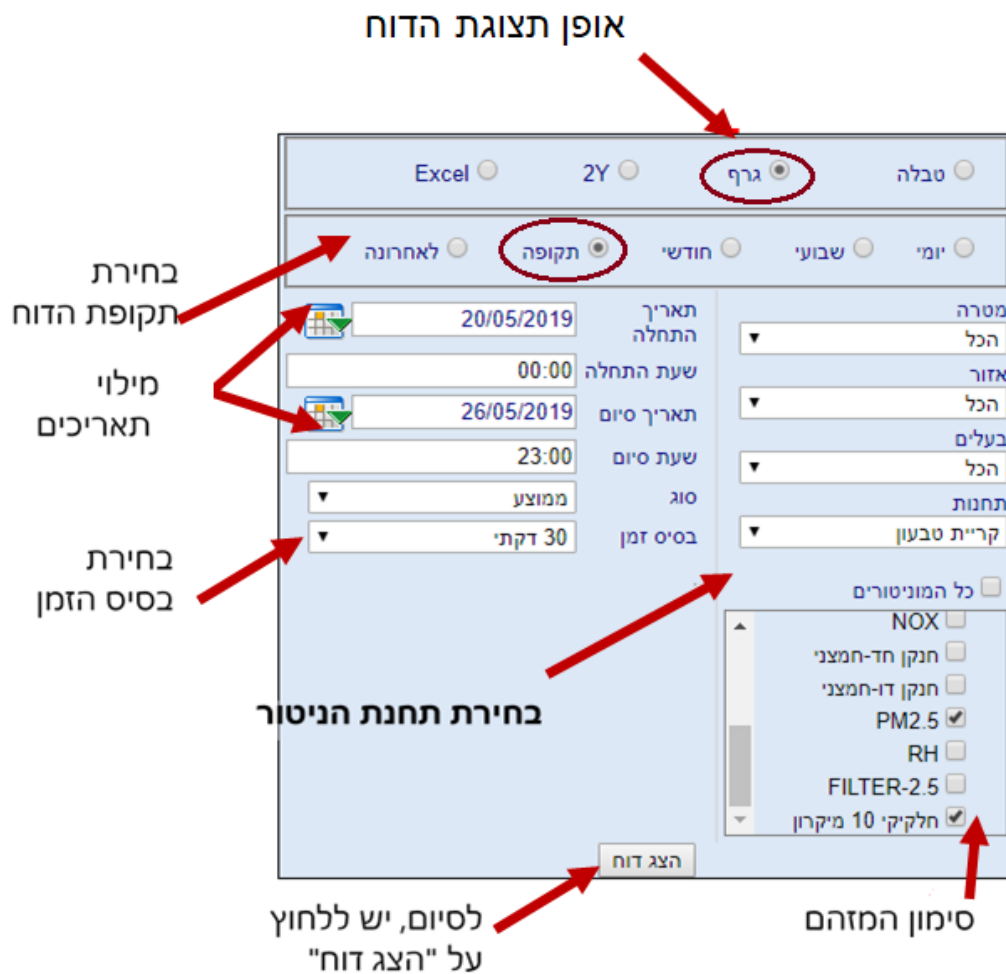 אופן תצוגת הדוח
טבלה גרף 2Y Excel
יומי שבועי חודשי תקופה לאחרונה
בחירת
תקופת הדוח
מילוי
תאריכים
בחירת
בסיס הזמן
מטרה
הכל
אזור
הכל
בעלים
הכל
תחנות
קריית טבעון
כל המוניטורים
NOX
חנקן חד-חמצני
חנקן דו-חמצני
PM2.5
RH
FILTER-2.5
חלקיקי 10 מיקרון
תאריך
התחלה
20/05/2019
שעת התחלה 00:00
תאריך סיום 26/05/2019
שעת סיום 23:00
סוג ממוצע
בסיס זמן 30 דקתי
בחירת תחנת הניטור
הצג דוח
סימון המזהם
לסיום, יש ללחוץ
על "הצג דוח"